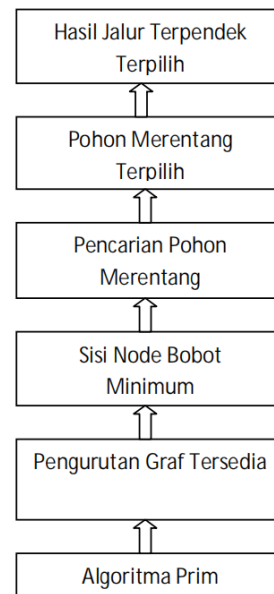 Hasil Jalur Terpendek
Terpilih
Pohon Merentang
Terpilih
Pencarian Pohon
Merentang
Sisi Node Bobot
Minimum
Pengurutan Graf Tersedia
Algoritma Prim